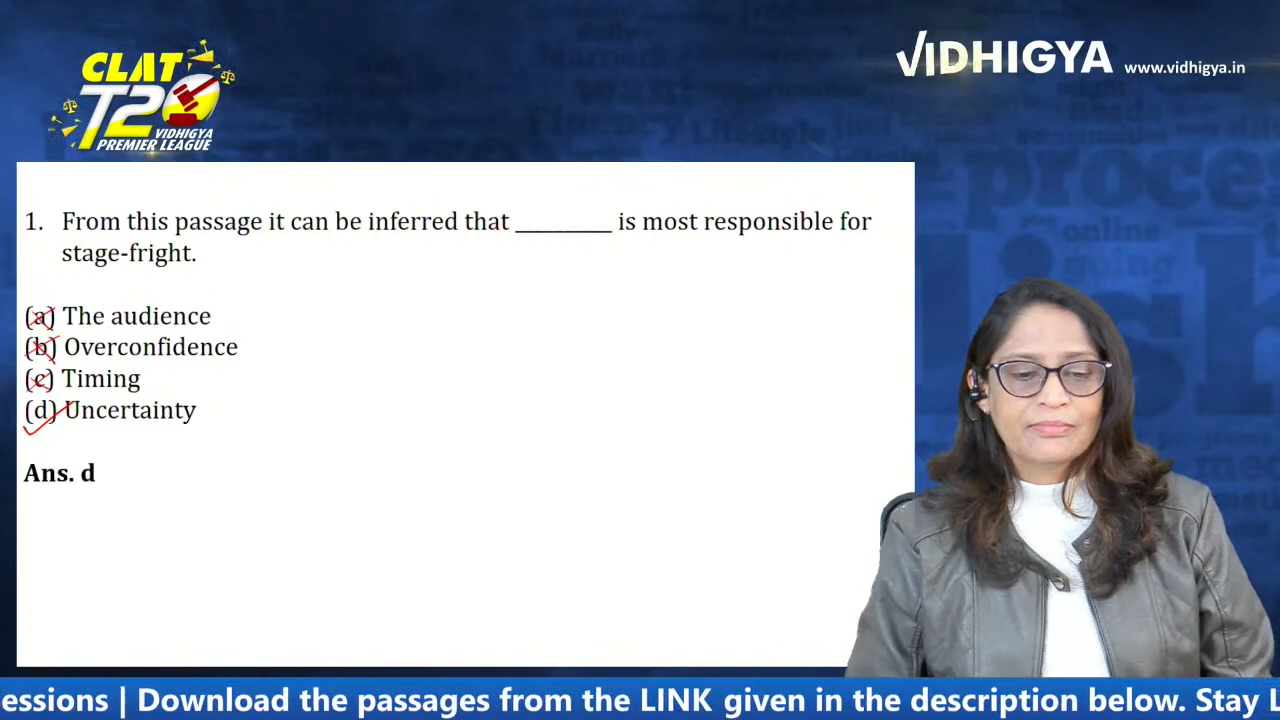 CLAT
T20
VIDHIGYA
PREMIER LEAGUE
VIDHIGYA www.vidhigya.in
1. From this passage it can be inferred that __________ is most responsible for
stage-fright.
(a) The audience
(b) Overconfidence
(c) Timing
(d) Uncertainty
Ans. d
essions | Download the passages from the LINK given in the description below. Stay L